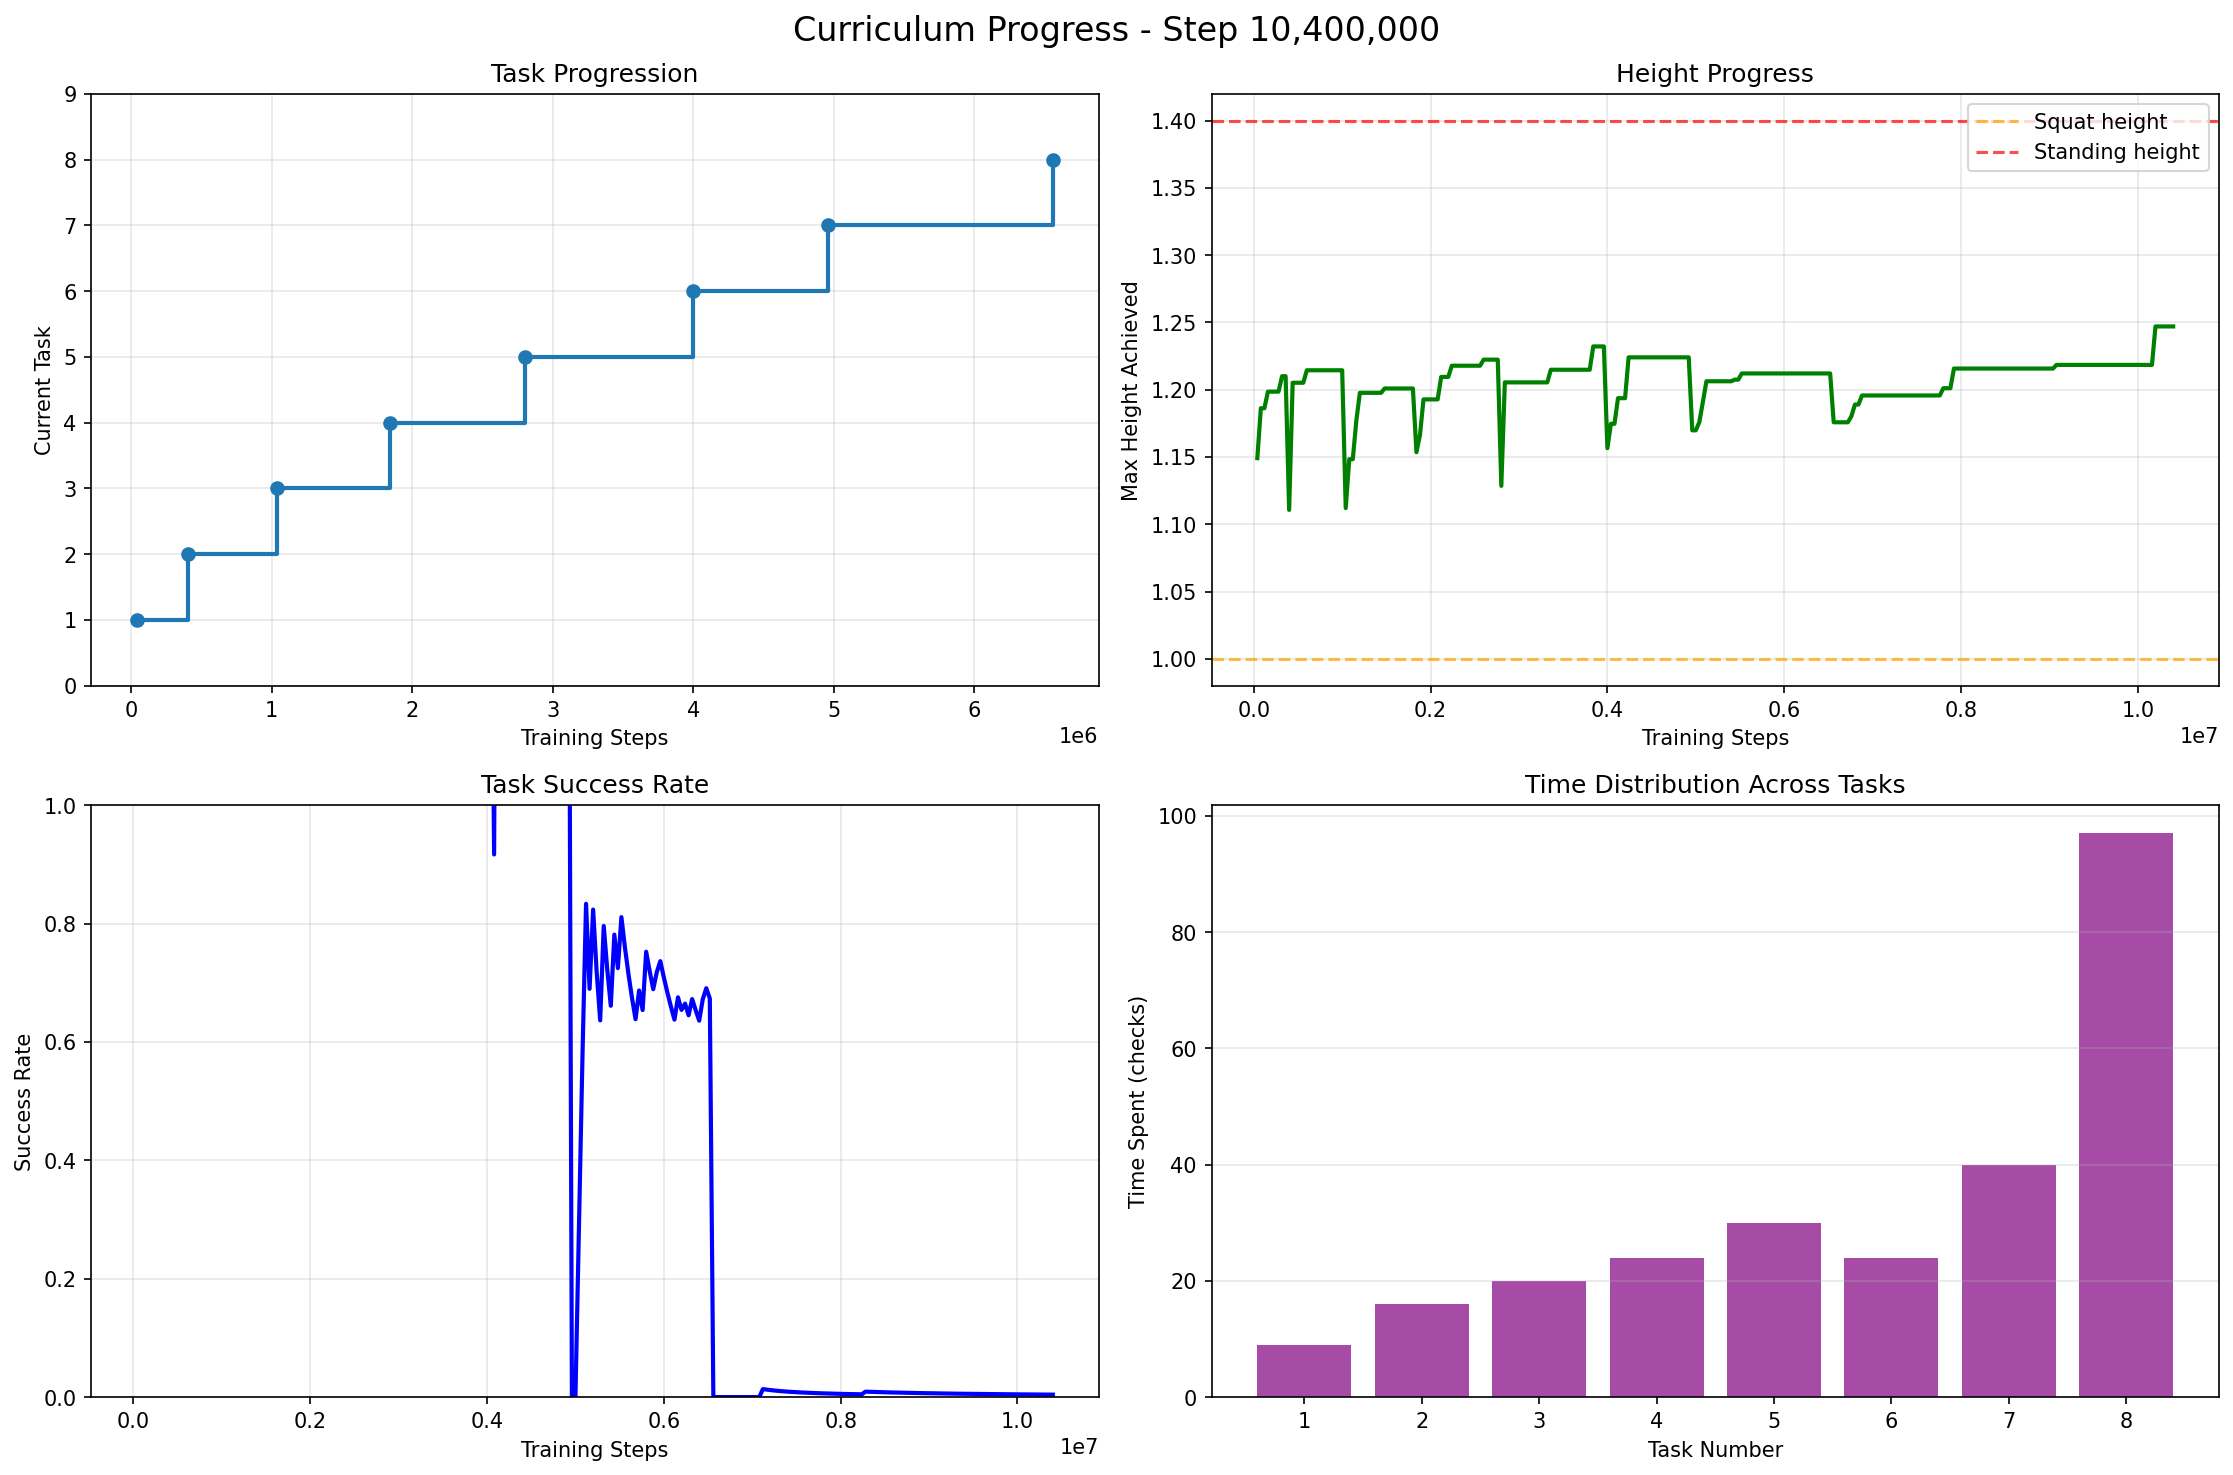 Curriculum Progress - Step 10,400,000
Task Progression
9
8
7
6
5
4
3
2
1
0
Current Task
0 1 2 3 4 5 6
1e6
Training Steps
Height Progress
1.40
1.35
1.30
1.25
1.20
1.15
1.10
1.05
1.00
Max Height Achieved
Squat height
Standing height
0.0 0.2 0.4 0.6 0.8 1.0
1e7
Training Steps
Task Success Rate
1.0
0.8
0.6
0.4
0.2
0.0
Success Rate
0.0 0.2 0.4 0.6 0.8 1.0
1e7
Training Steps
Time Distribution Across Tasks
100
80
60
40
20
0
Time Spent (checks)
1 2 3 4 5 6 7 8
Task Number